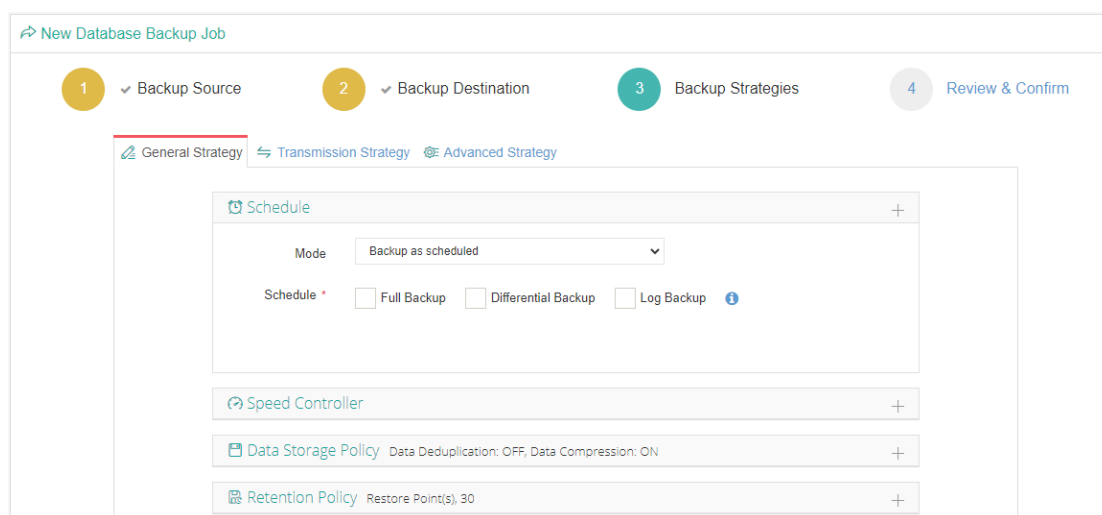 New Database Backup Job
1 Backup Source 2 Backup Destination 3 Backup Strategies 4 Review & Confirm
General Strategy Transmission Strategy Advanced Strategy
Schedule
Mode Backup as scheduled
Schedule * Full Backup Differential Backup Log Backup
Speed Controller
Data Storage Policy Data Deduplication: OFF, Data Compression: ON
Retention Policy Restore Point(s), 30